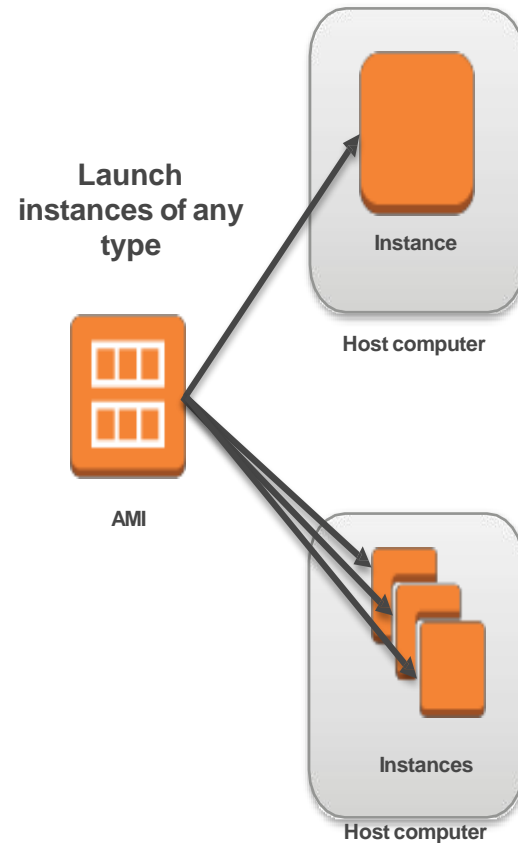 Launch
instances of any
type
Instance
Host computer
AMI
Instances
Host computer